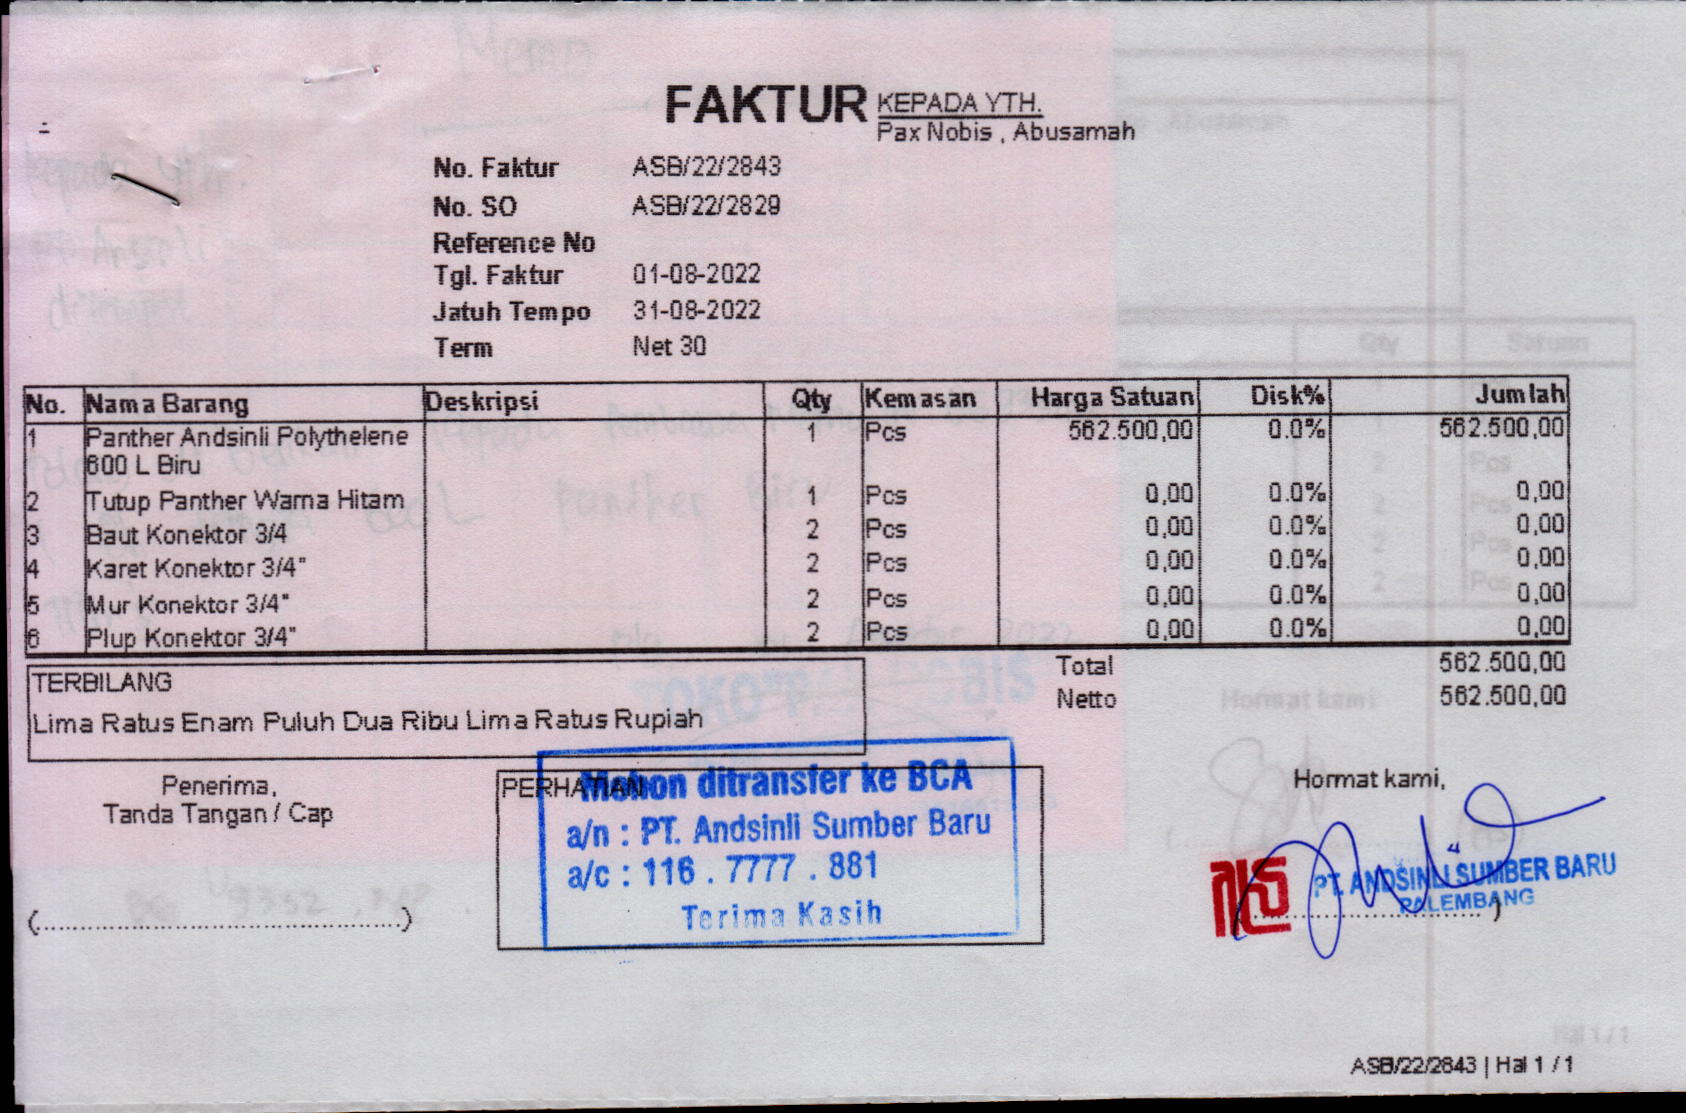 FAKTUR
KEPADA YTH.
Pax Nobis , Abusamah
No. Faktur ASB/22/2843
No. SO ASB/22/2829
Reference No
Tgl. Faktur 01-08-2022
Jatuh Tempo 31-08-2022
Term Net 30
No. Nama Barang Deskripsi Qty Kemasan Harga Satuan Disk% Jumlah
1 Panther Andsinli Polythelene 1 Pcs 562.500,00 0.0% 562.500,00
600 L Biru
2 Tutup Panther Warna Hitam 1 Pcs 0,00 0.0% 0,00
3 Baut Konektor 3/4 2 Pcs 0,00 0.0% 0,00
4 Karet Konektor 3/4" 2 Pcs 0,00 0.0% 0,00
5 Mur Konektor 3/4" 2 Pcs 0,00 0.0% 0,00
6 Plup Konektor 3/4" 2 Pcs 0,00 0.0% 0,00
Total 562.500,00
Netto 562.500,00
TERBILANG
Lima Ratus Enam Puluh Dua Ribu Lima Ratus Rupiah
Penerima,
Tanda Tangan / Cap
(..........................................)
PERHATIAN
Mohon ditransfer ke BCA
a/n : PT. Andsinli Sumber Baru
a/c : 116 . 7777 . 881
Terima Kasih
Hormat kami,
PT. ANDSINLI SUMBER BARU
PALEMBANG
ASB/22/2843 | Hal 1 / 1